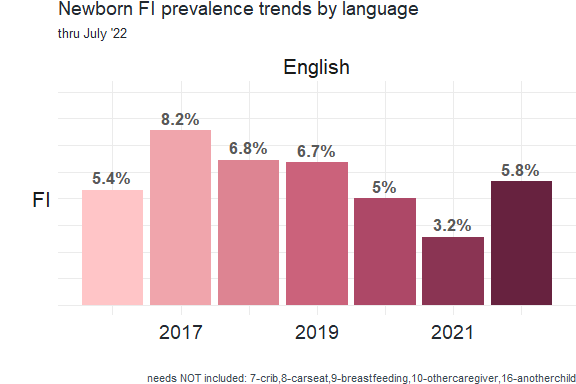 Newborn FI prevalence trends by language
thru July '22
English
8.2%
6.8%
6.7%
5.4%
5%
3.2%
5.8%
FI
2017
2019
2021
needs NOT included: 7-crib,8-carseat,9-breastfeeding,10-othercaregiver,16-anotherchild